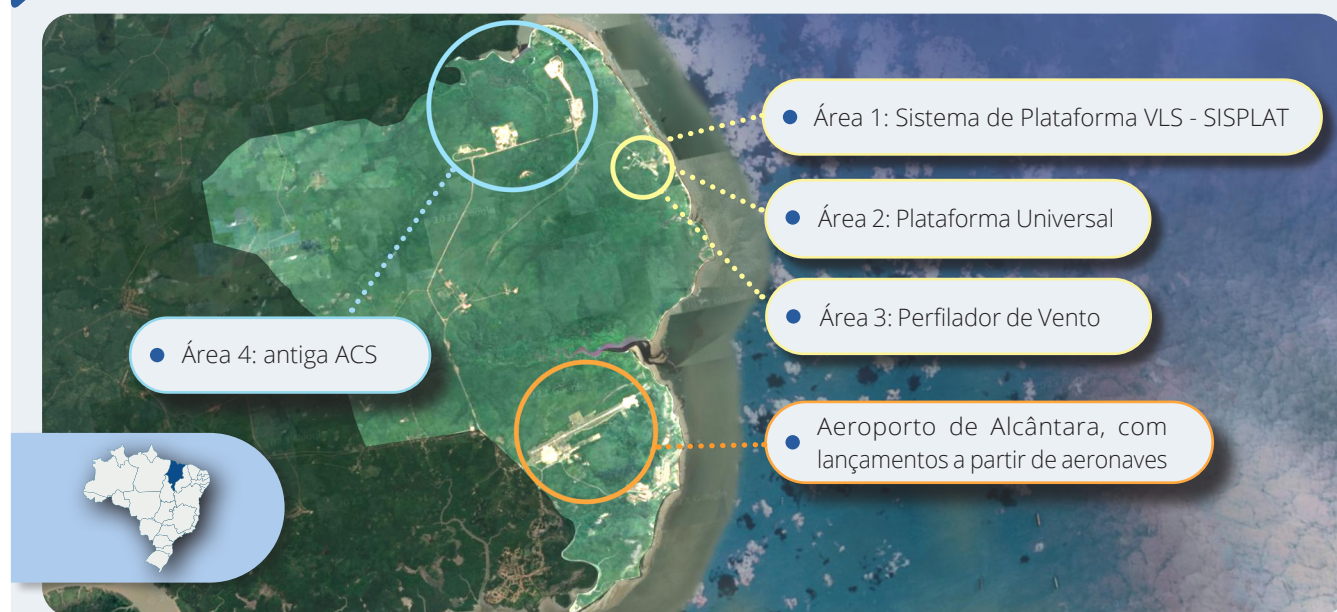 Área 1: Sistema de Plataforma VLS - SISPLAT
Área 2: Plataforma Universal
Área 3: Perfilador de Vento
Área 4: antiga ACS
Aeroporto de Alcântara, com
lançamentos a partir de aeronaves